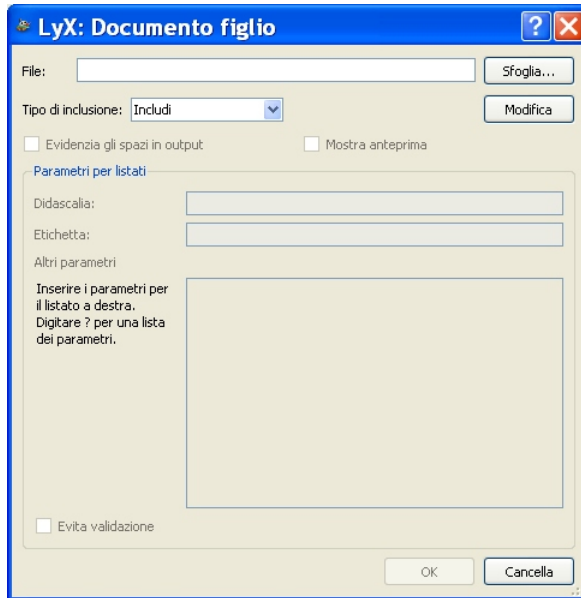 LyX: Documento figlio
File:
Sfoglia...
Tipo di inclusione: Includi
Modifica
Evidenzia gli spazi in output
Mostra anteprima
Parametri per listati
Didascalia:
Etichetta:
Altri parametri
Inserire i parametri per
il listato a destra.
Digitare ? per una lista
dei parametri.
Evita validazione
OK
Cancella